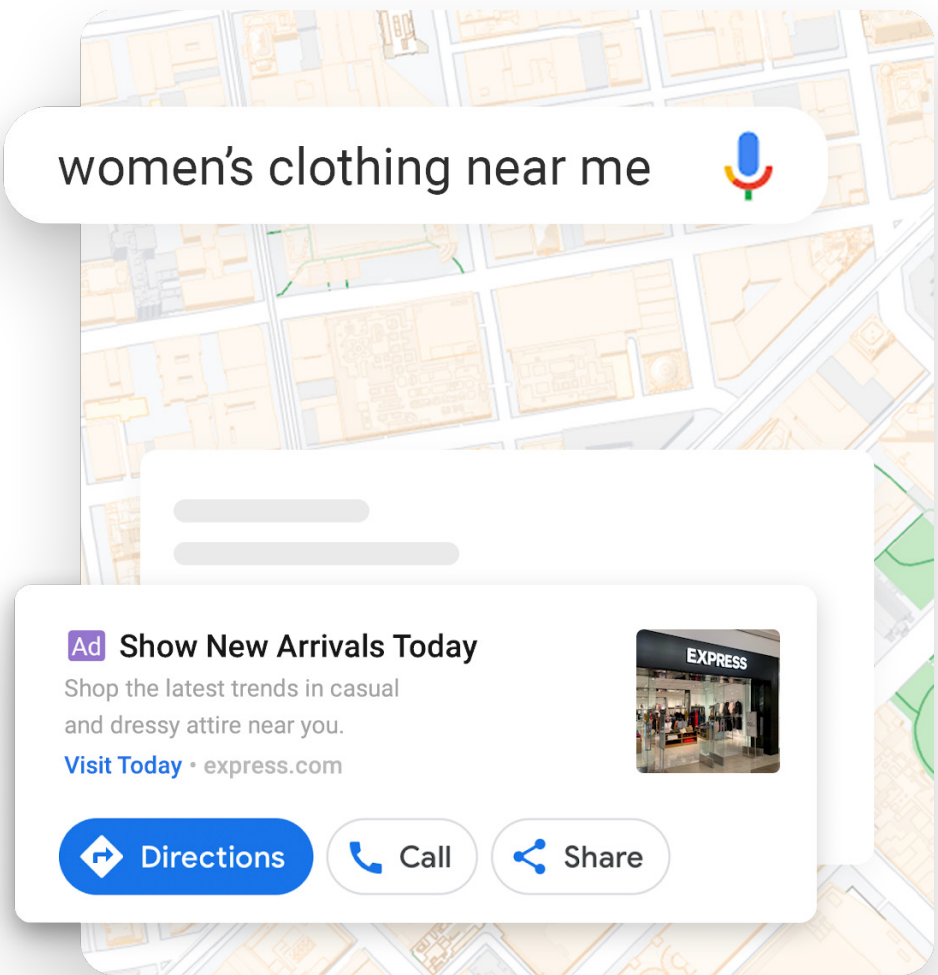 women’s clothing near me
Ad Show New Arrivals Today
Shop the latest trends in casual
and dressy attire near you.
Visit Today • express.com
EXPRESS
Directions
Call
Share